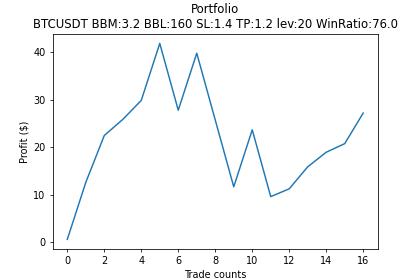 Portfolio
BTCUSDT BBM:3.2 BBL:160 SL:1.4 TP:1.2 lev:20 WinRatio:76.0
40
30
20
10
0
Profit ($)
0 2 4 6 8 10 12 14 16
Trade counts